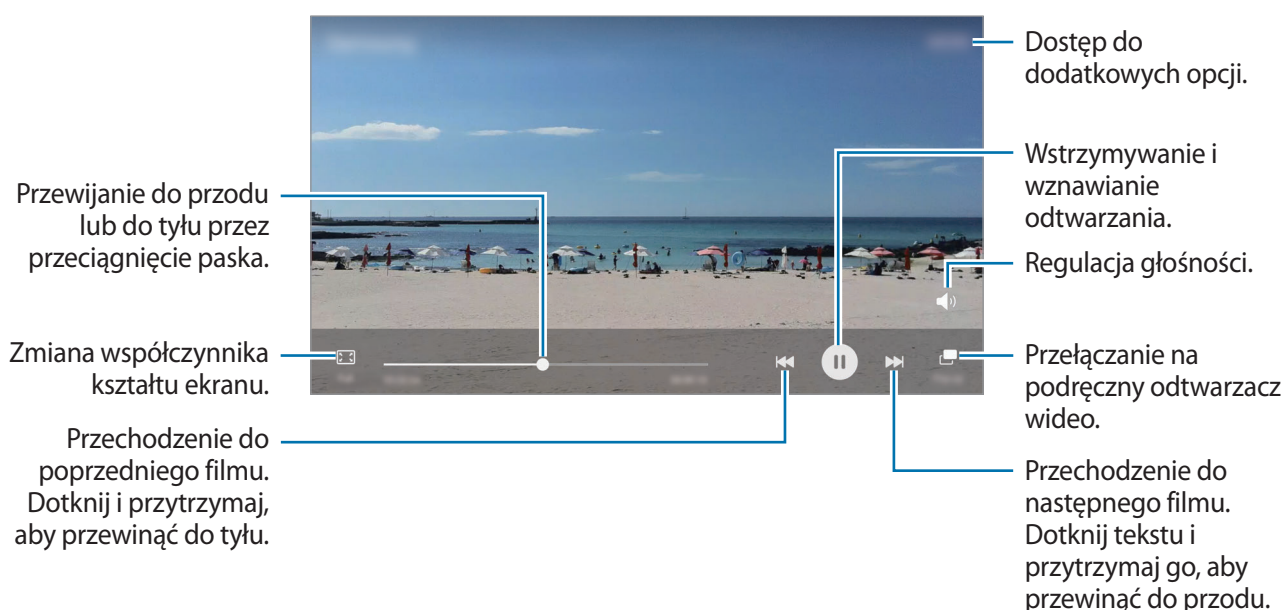 Dostęp do
dodatkowych opcji.
Wstrzymywanie i
wznawianie
odtwarzania.
Przewijanie do przodu
lub do tyłu przez
przeciągnięcie paska.
Regulacja głośności.
Zmiana współczynnika
kształtu ekranu.
Przełączanie na
podręczny odtwarzacz
wideo.
Przechodzenie do
poprzedniego filmu.
Dotknij i przytrzymaj,
aby przewinąć do tyłu.
Przechodzenie do
następnego filmu.
Dotknij tekstu i
przytrzymaj go, aby
przewinąć do przodu.